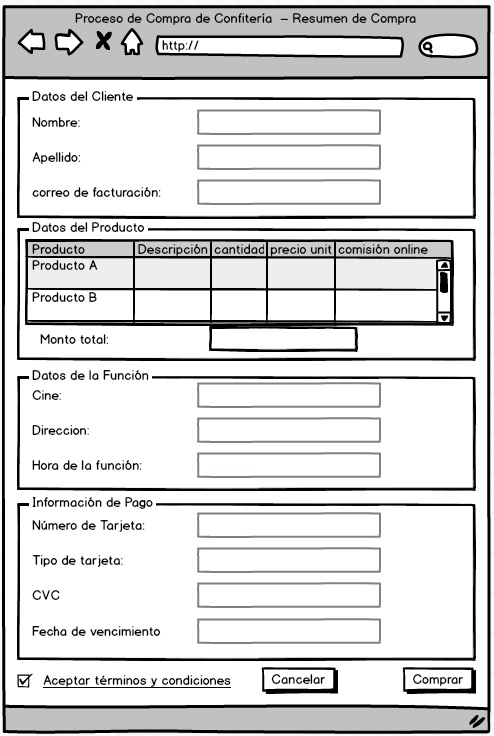 Proceso de Compra de Confitería – Resumen de Compra
http://
Datos del Cliente
Nombre:
Apellido:
correo de facturación:
Datos del Producto
Producto Descripción cantidad precio unit comisión online
Producto A
Producto B
Monto total:
Datos de la Función
Cine:
Direccion:
Hora de la función:
Información de Pago
Número de Tarjeta:
Tipo de tarjeta:
CVC
Fecha de vencimiento
Aceptar términos y condiciones Cancelar Comprar